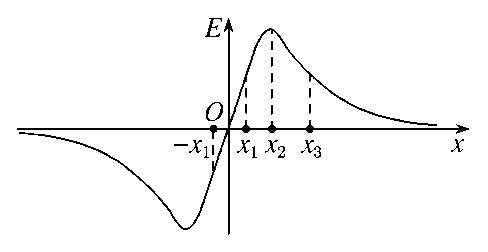 E
O
-x₁ x₁ x₂ x₃ x